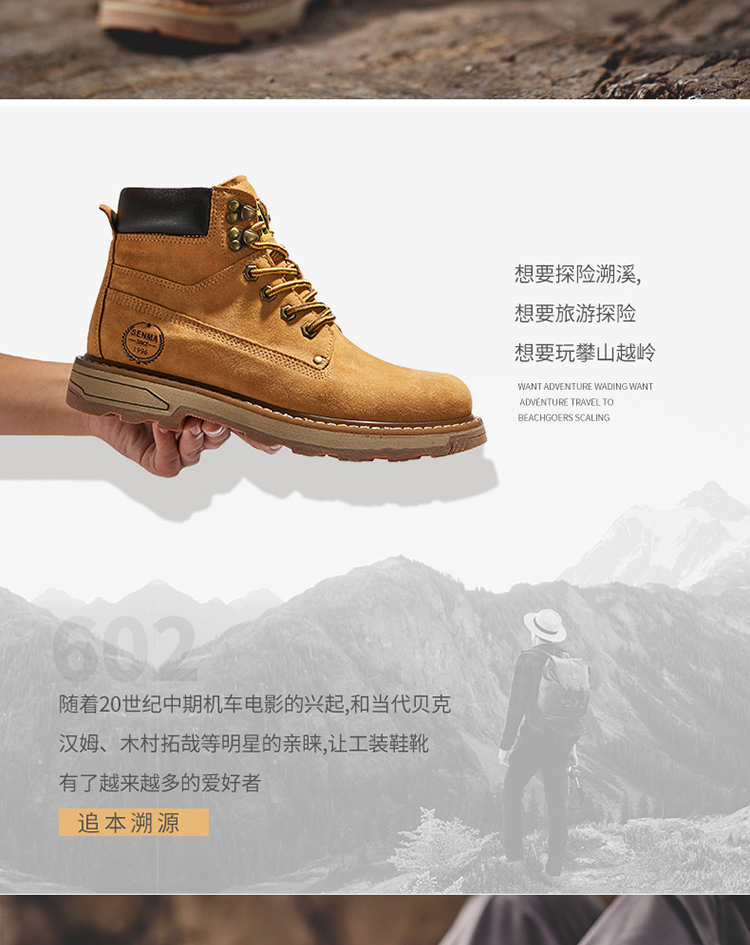 SENMA
SINCE
1996
想要探险溯溪,
想要旅游探险
想要玩攀山越岭
WANT ADVENTURE WADING WANT
ADVENTURE TRAVEL TO
BEACHGOERS SCALING
602
随着20世纪中期机车电影的兴起,和当代贝克
汉姆、木村拓哉等明星的亲睐,让工装鞋靴
有了越来越多的爱好者
追本溯源